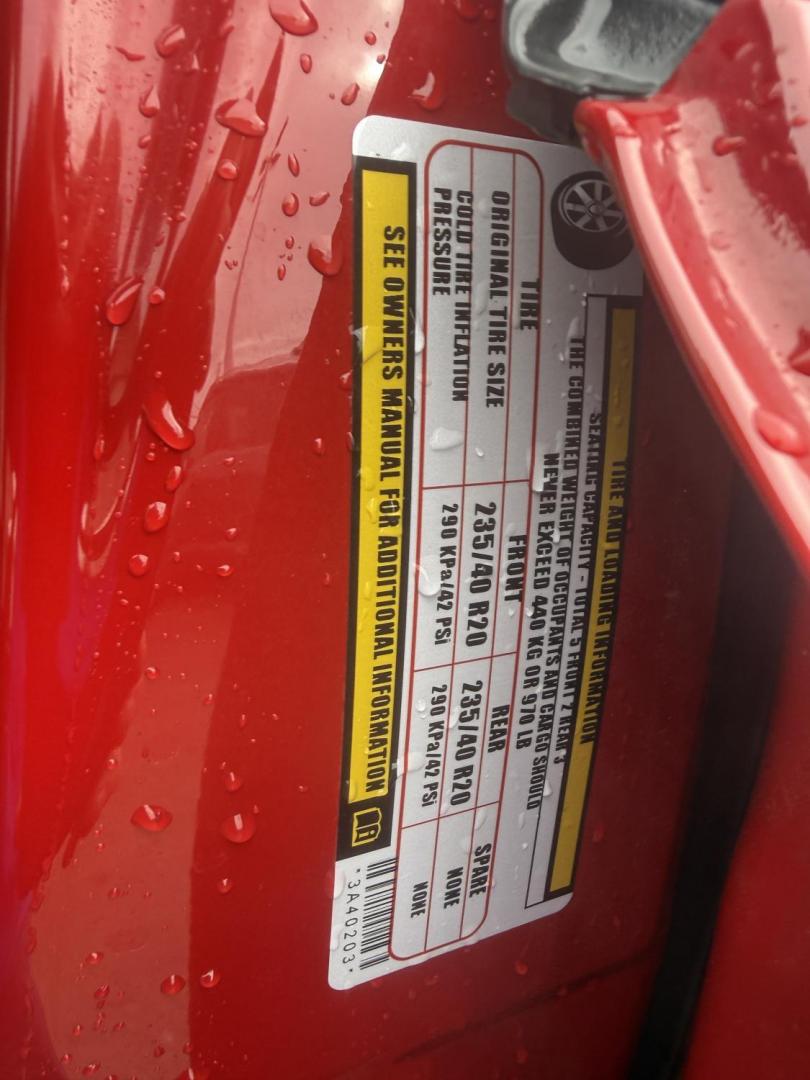 TIRE AND LOADING INFORMATION
SEATING CAPACITY - TOTAL 5 FRONT 2 REAR 3
THE COMBINED WEIGHT OF OCCUPANTS AND CARGO SHOULD
NEVER EXCEED 440 KG OR 970 LB
TIRE FRONT REAR SPARE
ORIGINAL TIRE SIZE 235/40 R20 235/40 R20 NONE
COLD TIRE INFLATION
PRESSURE 290 KPa/42 PSi 290 KPa/42 PSi NONE
SEE OWNERS MANUAL FOR ADDITIONAL INFORMATION
*3A40203*